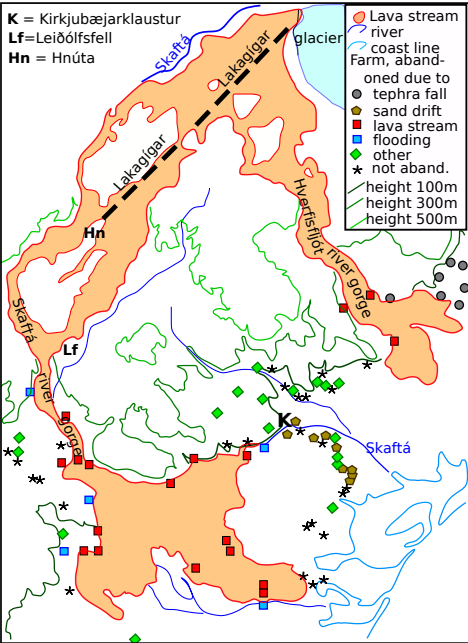 K = Kirkjubæjarklaustur
Lf=Leiðólfsfell
Hn = Hnúta
Skaftá
Lakagígar
glacier
Lava stream
river
coast line
Farm, aband-
oned due to
tephra fall
sand drift
lava stream
flooding
other
not aband.
height 100m
height 300m
height 500m
Lakagígar
Hn
Hverfisfljót
river gorge
Skaftá
river gorge
Lf
K
Skaftá